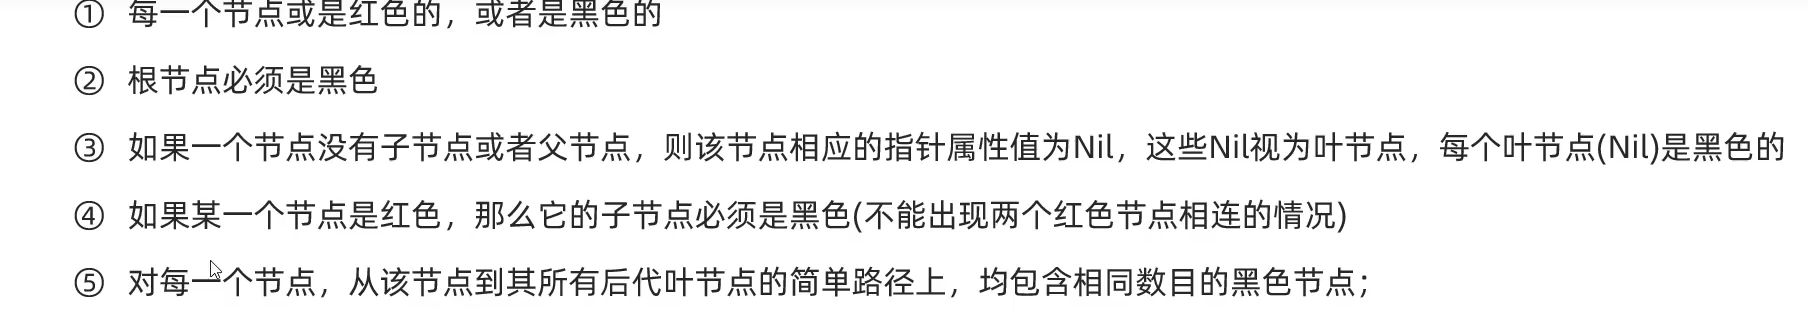 ① 每一个节点或是红色的，或者是黑色的
② 根节点必须是黑色
③ 如果一个节点没有子节点或者父节点，则该节点相应的指针属性值为Nil，这些Nil视为叶节点，每个叶节点(Nil)是黑色的
④ 如果某一个节点是红色，那么它的子节点必须是黑色(不能出现两个红色节点相连的情况)
⑤ 对每一个节点，从该节点到其所有后代叶节点的简单路径上，均包含相同数目的黑色节点；